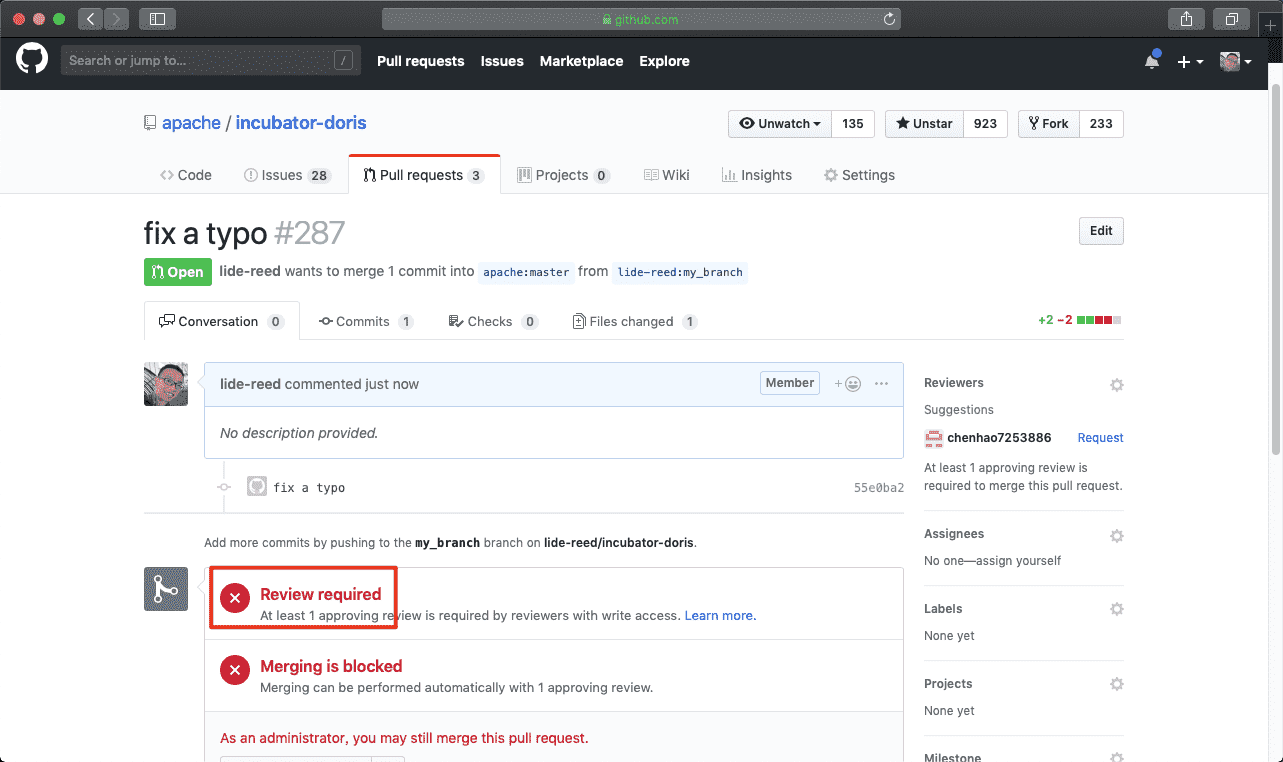 github.com
Search or jump to... /
Pull requests Issues Marketplace Explore
apache / incubator-doris
Unwatch 135 Unstar 923 Fork 233
Code Issues 28 Pull requests 3 Projects 0 Wiki Insights Settings
fix a typo #287
Edit
Open lide-reed wants to merge 1 commit into apache:master from lide-reed:my_branch
Conversation 0 Commits 1 Checks 0 Files changed 1
+2 −2
lide-reed commented just now Member
No description provided.
fix a typo 55e0ba2
Add more commits by pushing to the my_branch branch on lide-reed/incubator-doris.
Review required
At least 1 approving review is required by reviewers with write access. Learn more.
Merging is blocked
Merging can be performed automatically with 1 approving review.
As an administrator, you may still merge this pull request.
Reviewers
Suggestions
chenhao7253886 Request
At least 1 approving review is
required to merge this pull request.
Assignees
No one—assign yourself
Labels
None yet
Projects
None yet
Milestone